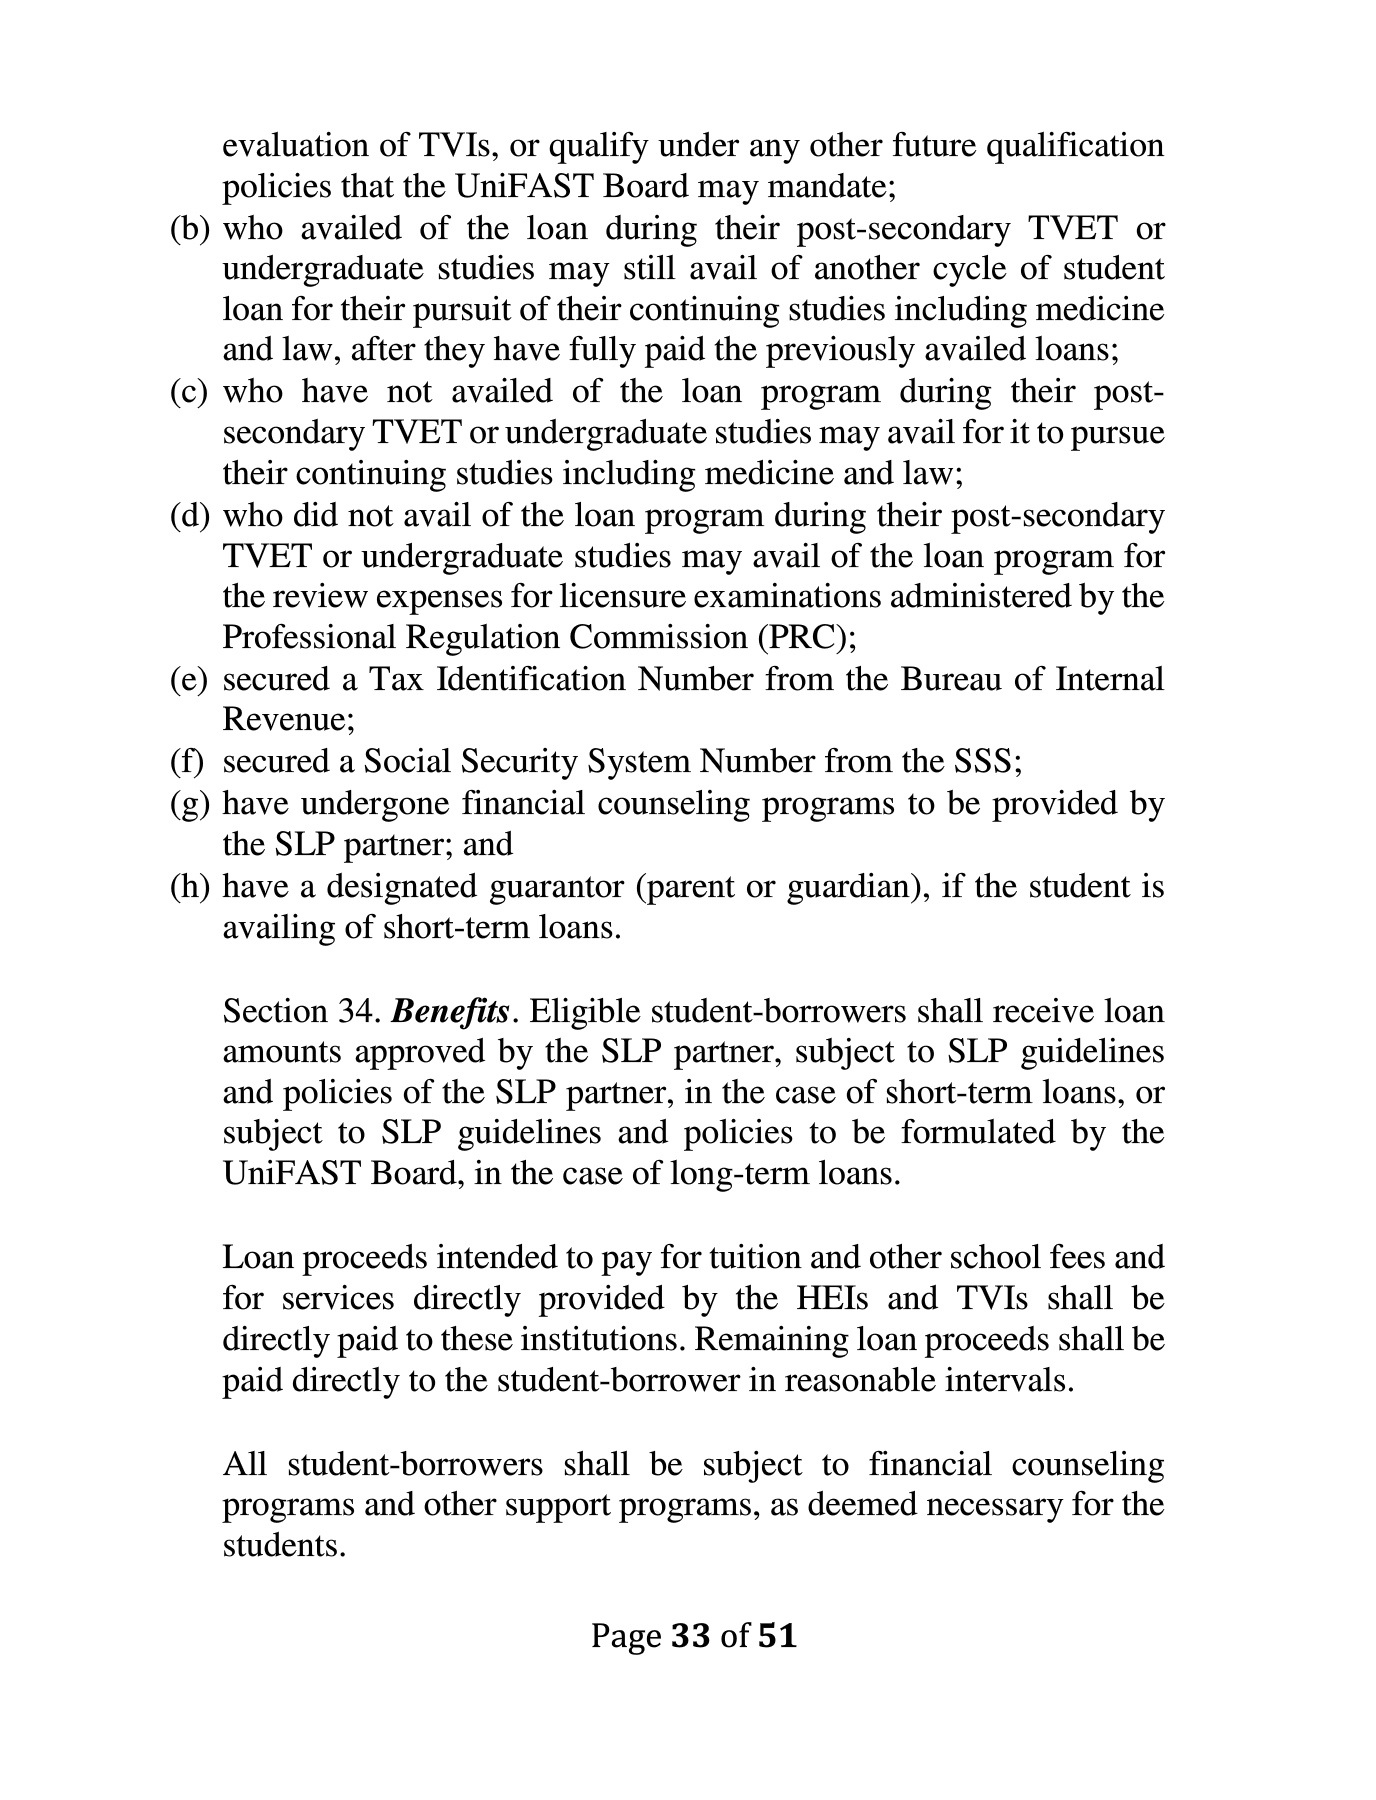 evaluation of TVIs, or qualify under any other future qualification
policies that the UniFAST Board may mandate;
(b) who availed of the loan during their post-secondary TVET or
undergraduate studies may still avail of another cycle of student
loan for their pursuit of their continuing studies including medicine
and law, after they have fully paid the previously availed loans;
(c) who have not availed of the loan program during their post-
secondary TVET or undergraduate studies may avail for it to pursue
their continuing studies including medicine and law;
(d) who did not avail of the loan program during their post-secondary
TVET or undergraduate studies may avail of the loan program for
the review expenses for licensure examinations administered by the
Professional Regulation Commission (PRC);
(e) secured a Tax Identification Number from the Bureau of Internal
Revenue;
(f) secured a Social Security System Number from the SSS;
(g) have undergone financial counseling programs to be provided by
the SLP partner; and
(h) have a designated guarantor (parent or guardian), if the student is
availing of short-term loans.
Section 34. Benefits. Eligible student-borrowers shall receive loan
amounts approved by the SLP partner, subject to SLP guidelines
and policies of the SLP partner, in the case of short-term loans, or
subject to SLP guidelines and policies to be formulated by the
UniFAST Board, in the case of long-term loans.
Loan proceeds intended to pay for tuition and other school fees and
for services directly provided by the HEIs and TVIs shall be
directly paid to these institutions. Remaining loan proceeds shall be
paid directly to the student-borrower in reasonable intervals.
All student-borrowers shall be subject to financial counseling
programs and other support programs, as deemed necessary for the
students.
Page 33 of 51